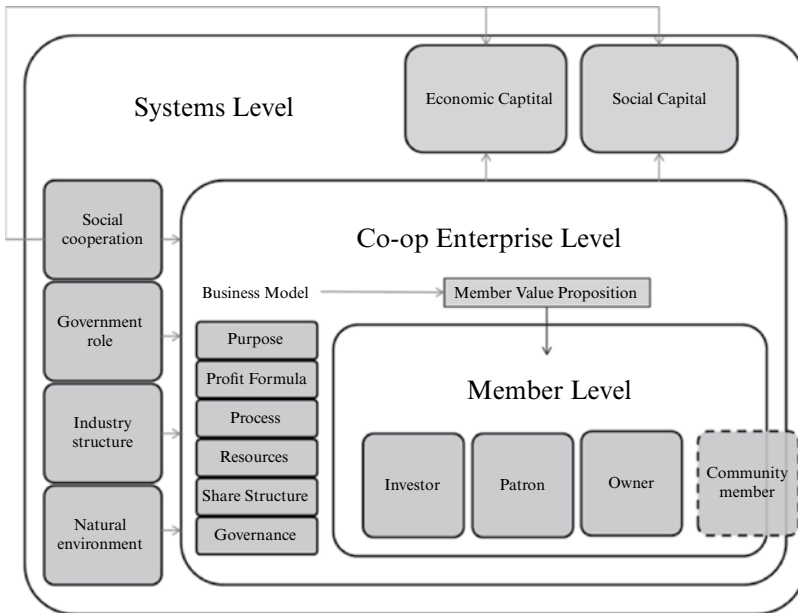 Systems Level
Economic Captital
Social Capital
Social
cooperation
Government
role
Industry
structure
Natural
environment
Co-op Enterprise Level
Business Model
Member Value Proposition
Purpose
Profit Formula
Process
Resources
Share Structure
Governance
Member Level
Investor
Patron
Owner
Community
member